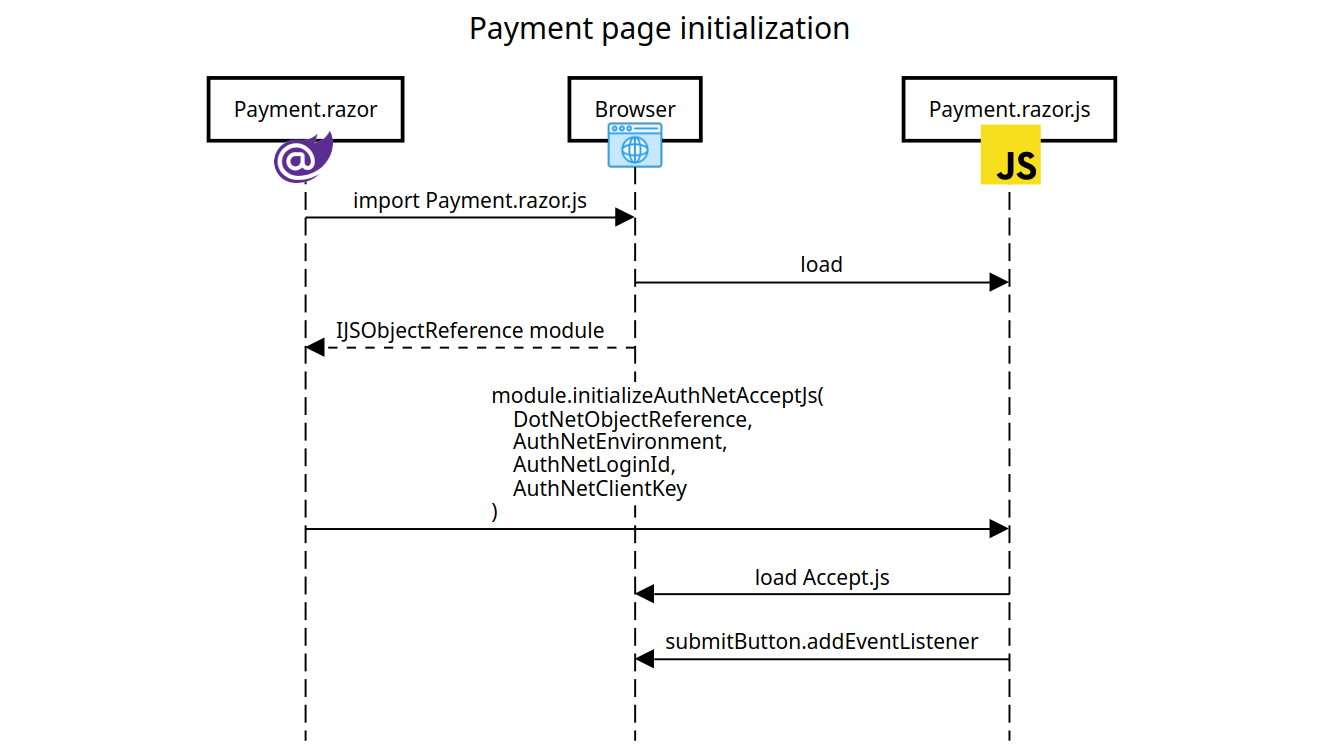 Payment page initialization
Payment.razor
Browser
Payment.razor.js
@
JS
import Payment.razor.js
load
IJSObjectReference module
module.initializeAuthNetAcceptJs(
DotNetObjectReference,
AuthNetEnvironment,
AuthNetLoginId,
AuthNetClientKey
)
load Accept.js
submitButton.addEventListener